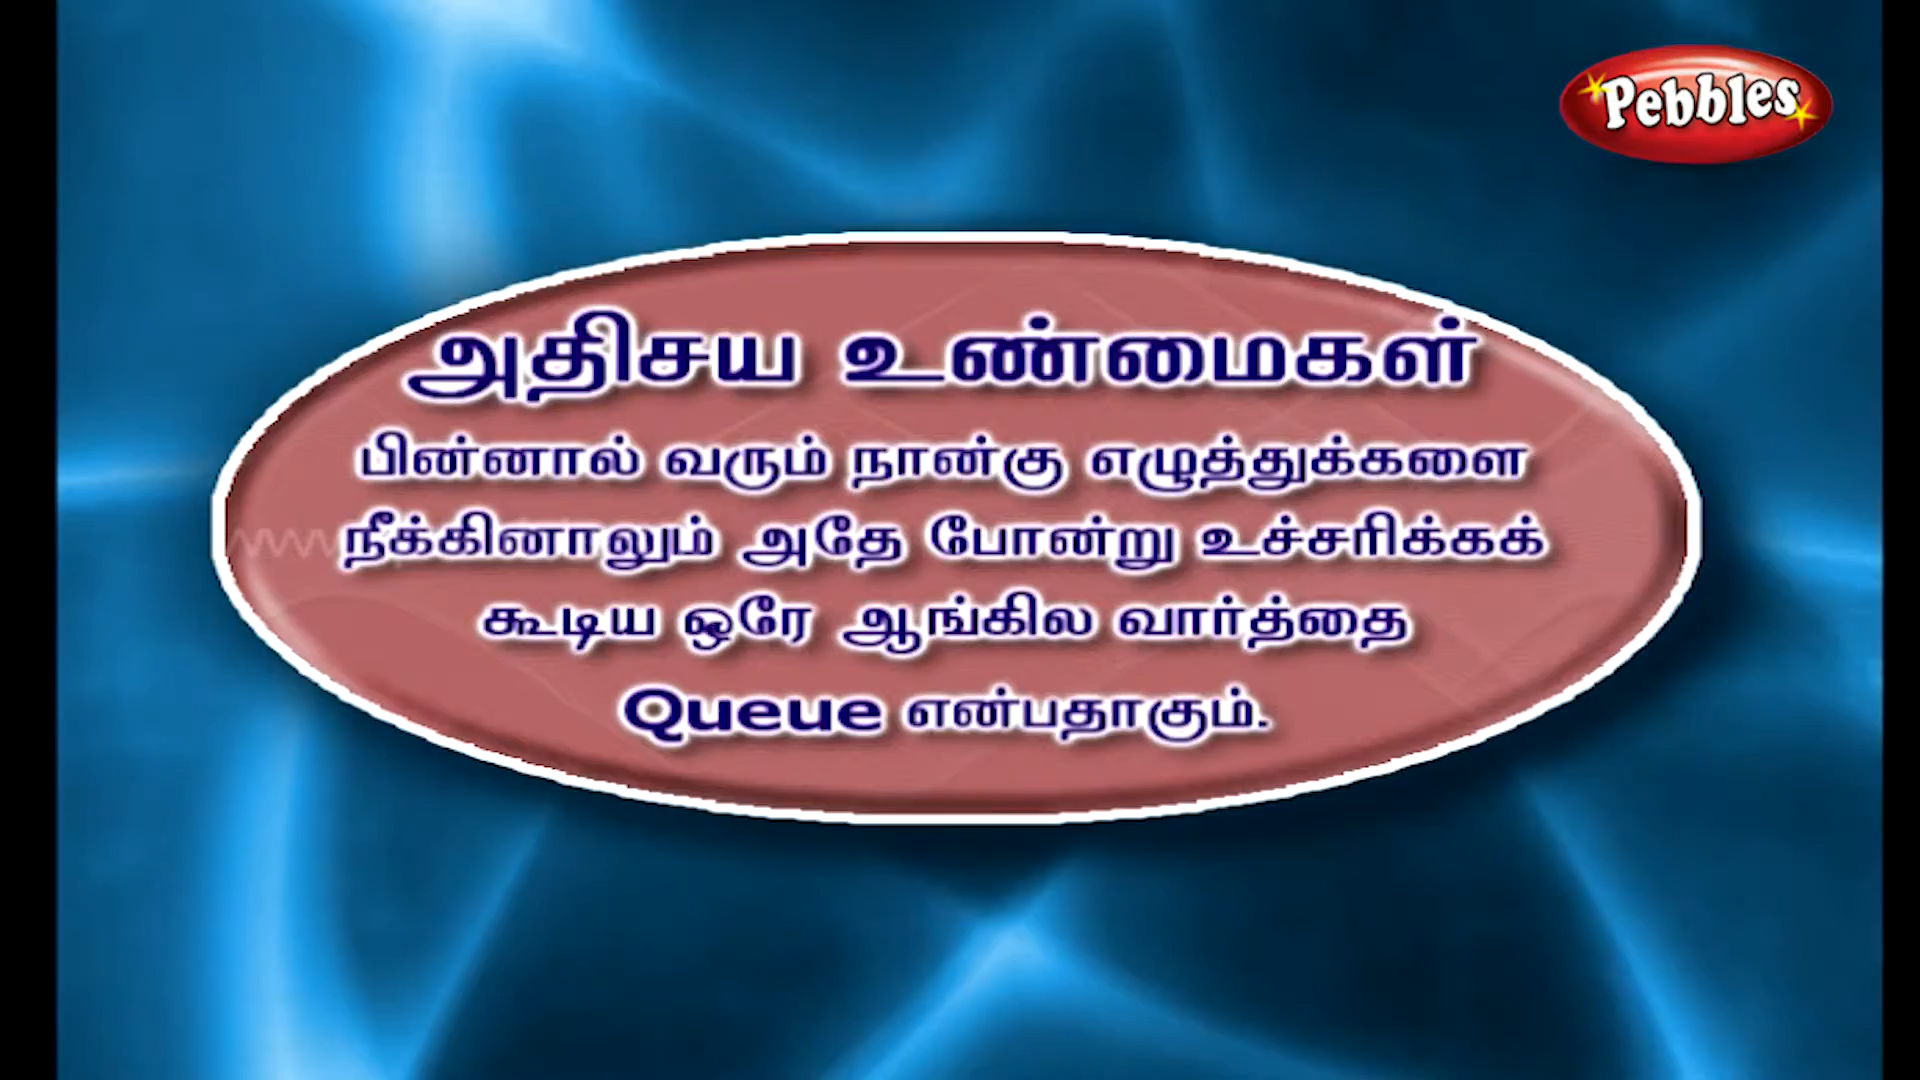 Pebbles
அதிசய உண்மைகள்
பின்னால் வரும் நான்கு எழுத்துக்களை
நீக்கினாலும் அதே போன்று உச்சரிக்கக்
கூடிய ஒரே ஆங்கில வார்த்தை
Queue என்பதாகும்.